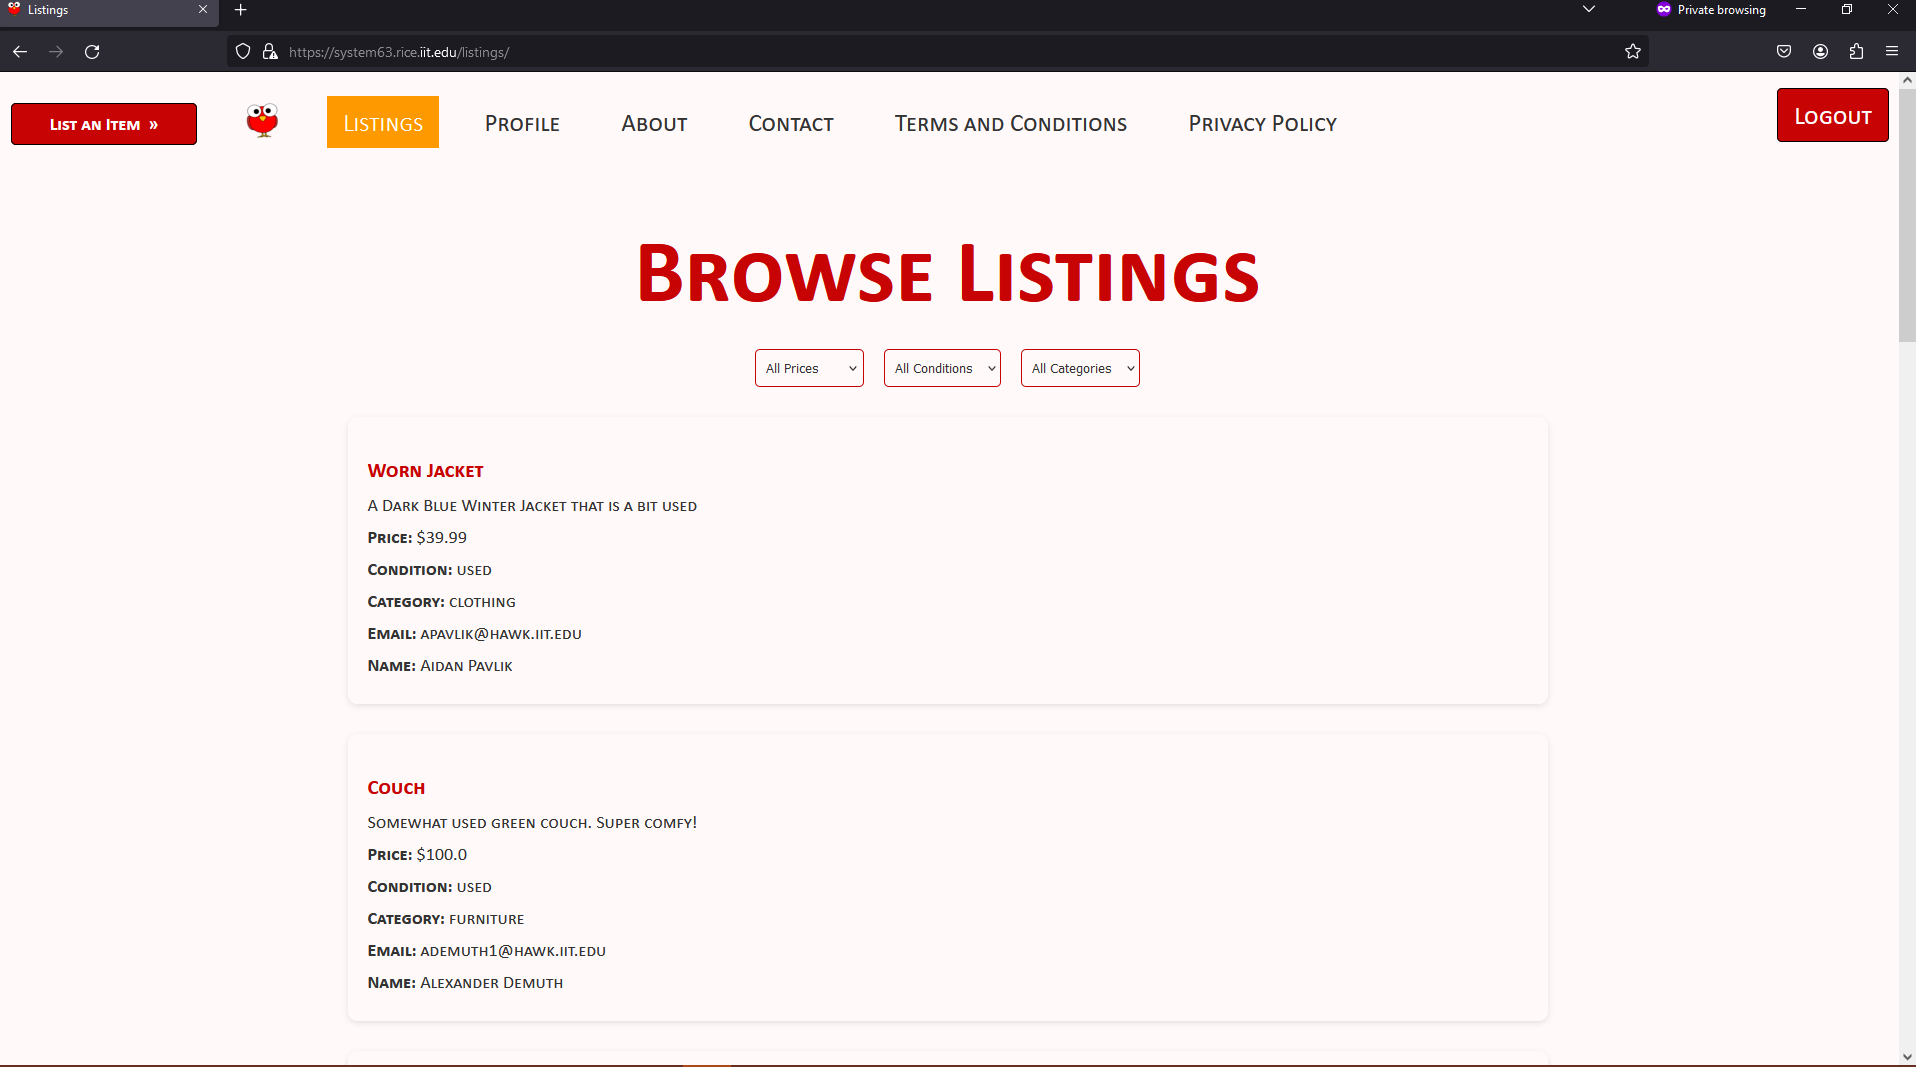 Listings
Private browsing
https://system63.rice.iit.edu/listings/
List an Item »
Listings
Profile
About
Contact
Terms and Conditions
Privacy Policy
Logout
Browse Listings
All Prices
All Conditions
All Categories
Worn Jacket
A Dark Blue Winter Jacket that is a bit used
Price: $39.99
Condition: used
Category: clothing
Email: apavlik@hawk.iit.edu
Name: Aidan Pavlik
Couch
Somewhat used green couch. Super comfy!
Price: $100.0
Condition: used
Category: furniture
Email: ademuth1@hawk.iit.edu
Name: Alexander Demuth